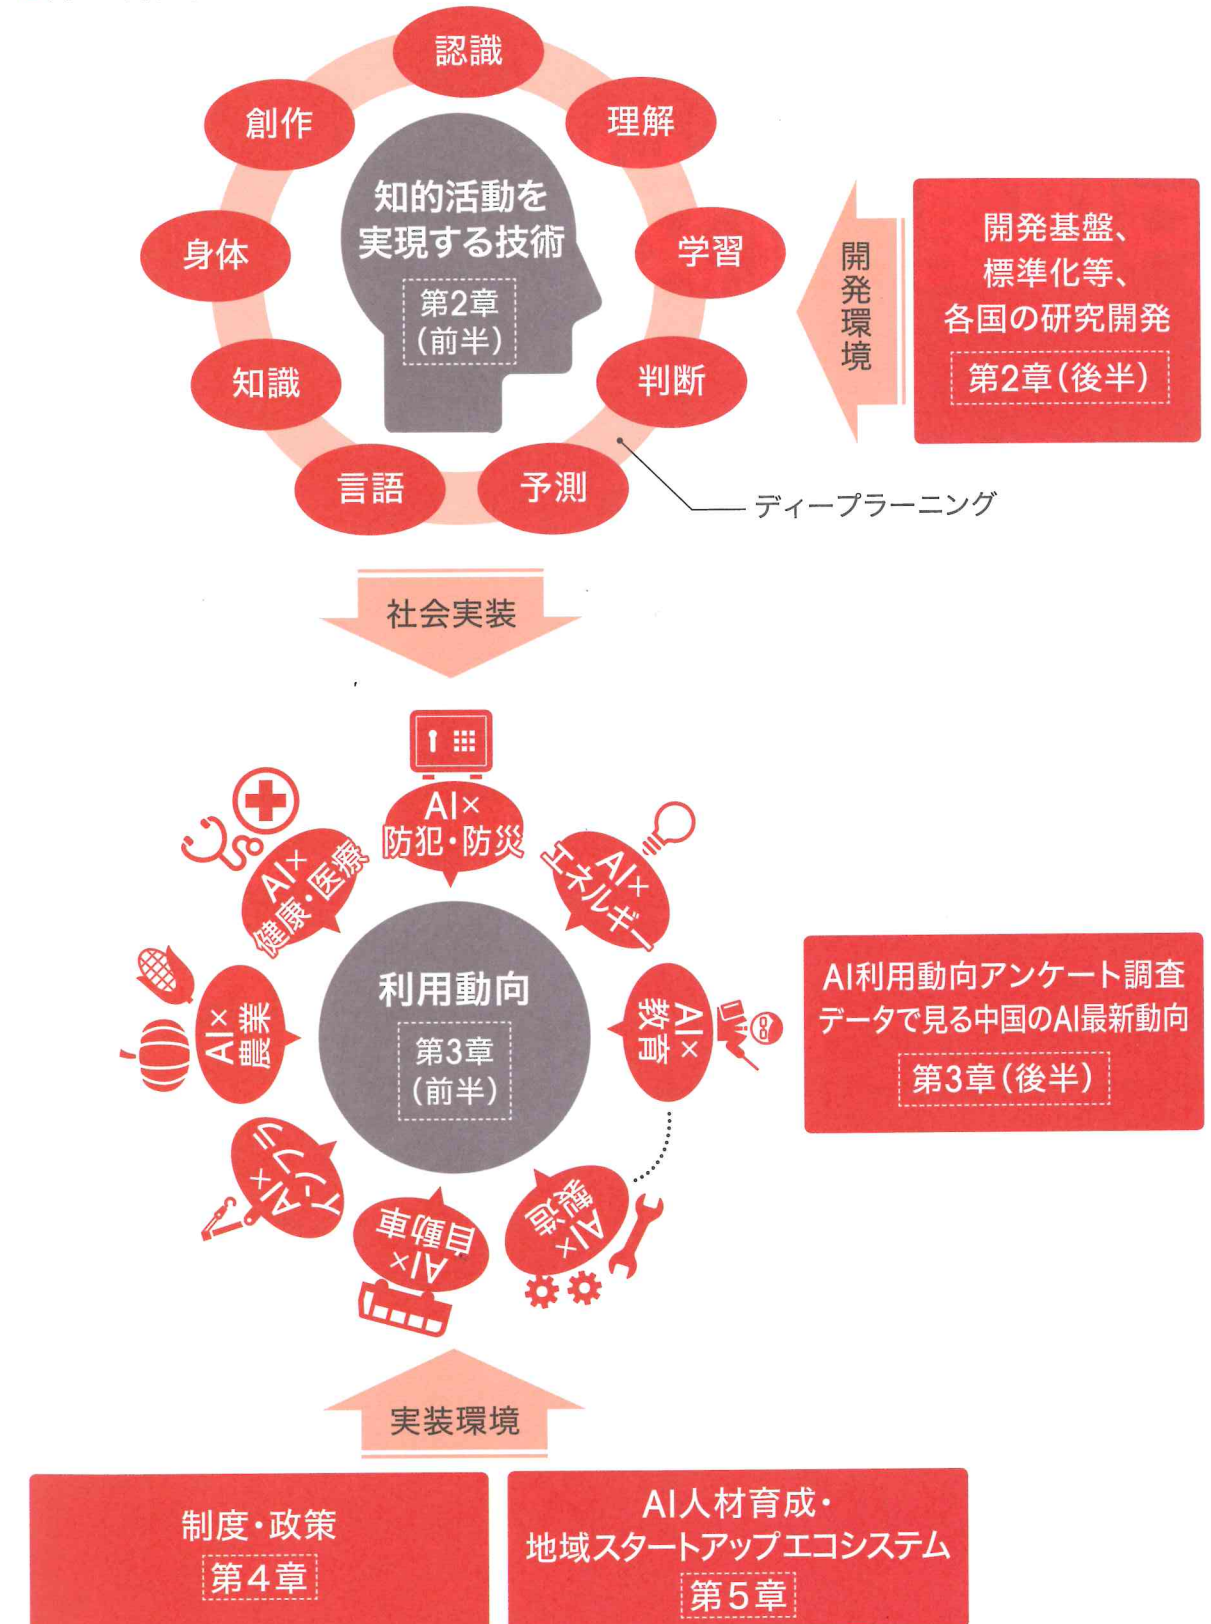 認識
理解
学習
判断
予測
言語
知識
身体
創作
知的活動を
実現する技術
第2章
(前半)
開発環境
開発基盤、
標準化等、
各国の研究開発
第2章(後半)
ディープラーニング
社会実装
AI×
防犯・防災
AI×
エネルギー
AI×
教育
AI×
製造
AI×
自動車
AI×
インフラ
AI×
農業
AI×
健康・医療
利用動向
第3章
(前半)
AI利用動向アンケート調査
データで見る中国のAI最新動向
第3章(後半)
実装環境
制度・政策
第4章
AI人材育成・
地域スタートアップエコシステム
第5章